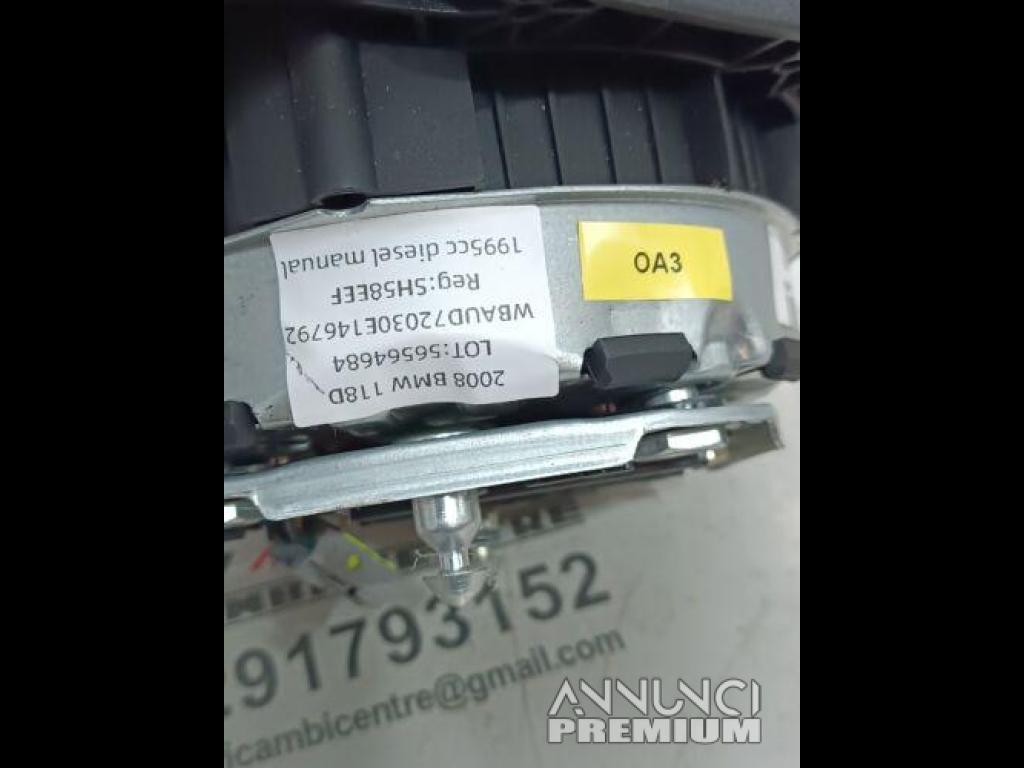 2008 BMW 118D
LOT:56564684
WBAUD72030E146792
Reg:SH58EEF
1995cc diesel manual
OA3
91793152
icambicentre@gmail.com
ANNUNCI
PREMIUM